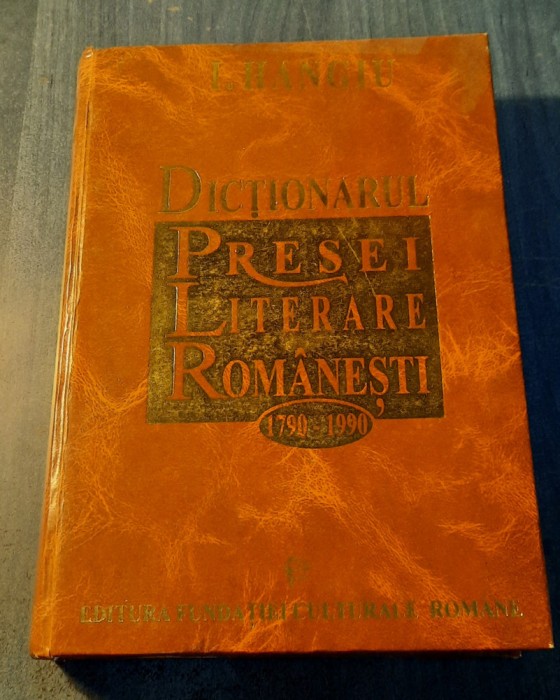 I. HANGIU
DICȚIONARUL
PRESEI
LITERARE
ROMÂNEȘTI
1790 - 1990
EDITURA FUNDAȚIEI CULTURALE ROMÂNE